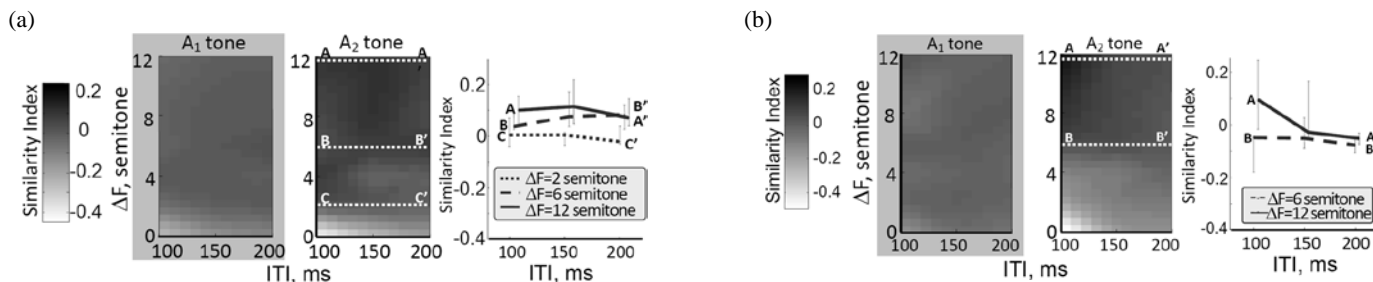 (a)
A1 tone
A2 tone
Similarity Index
0.2
0
-0.2
-0.4
ΔF, semitone
12
8
4
0
100 150 200
12
8
4
0
100 150 200
ITI, ms
A A'
B B'
C C'
Similarity Index
0.2
0
-0.2
-0.4
A
B
C
B''
A''
C'
ΔF=2 semitone
ΔF=6 semitone
ΔF=12 semitone
100 150 200
ITI, ms
(b)
A1 tone
A2 tone
Similarity Index
0.2
0
-0.2
-0.4
ΔF, semitone
12
8
4
0
100 150 200
12
8
4
0
100 150 200
ITI, ms
A A'
B B'
Similarity Index
0.2
0
-0.2
-0.4
A
B
A
B
ΔF=6 semitone
ΔF=12 semitone
100 150 200
ITI, ms